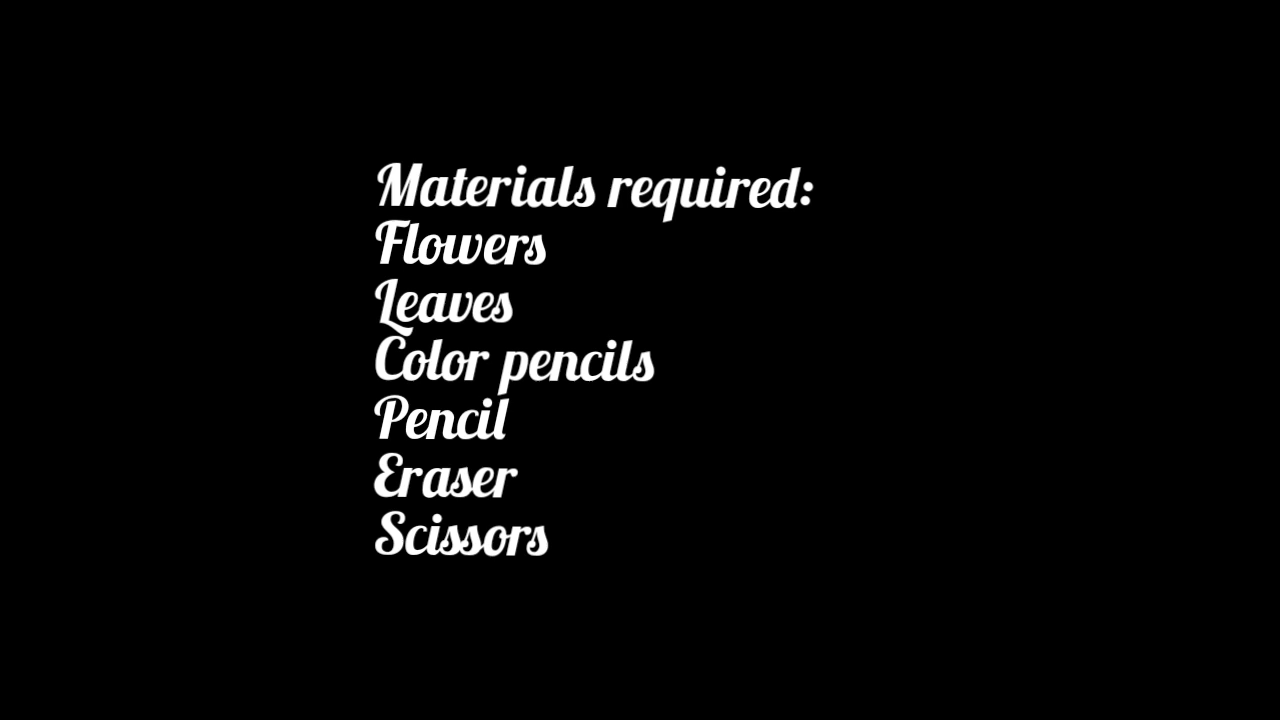 Materials required:
Flowers
Leaves
Color pencils
Pencil
Eraser
Scissors